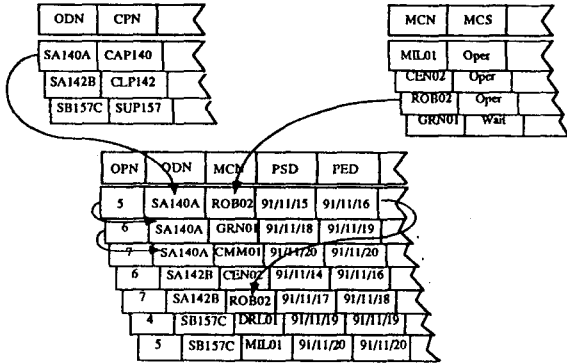 ODN CPN
SA140A CAP140
SA142B CLP142
SB157C SUP157
MCN MCS
MIL01 Oper
CEN02 Oper
ROB02 Oper
GRN01 Wait
OPN ODN MCN PSD PED
5 SA140A ROB02 91/11/15 91/11/16
6 SA140A GRN01 91/11/18 91/11/19
7 SA140A CMM01 91/11/20 91/11/20
6 SA142B CEN02 91/11/14 91/11/16
7 SA142B ROB02 91/11/17 91/11/18
4 SB157C DRL01 91/11/19 91/11/19
5 SB157C MIL01 91/11/20 91/11/20